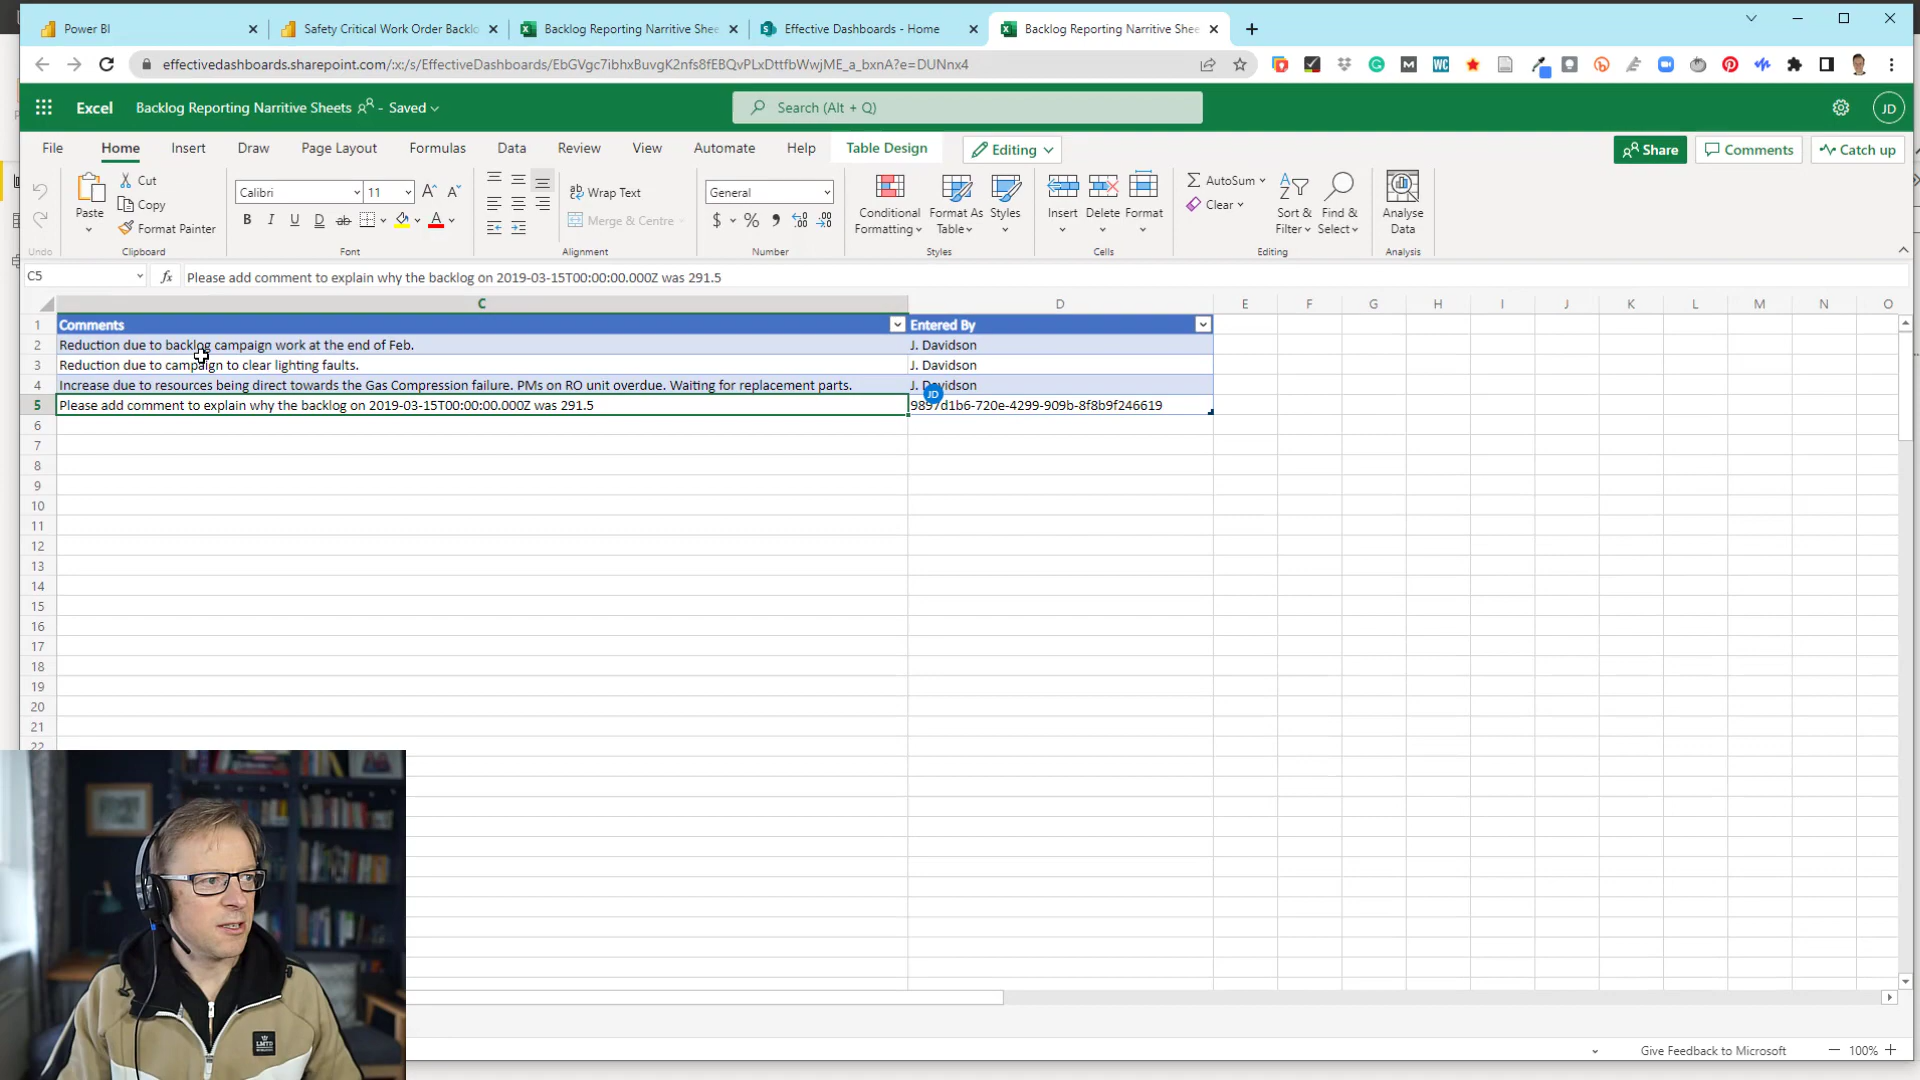 Power BI
Safety Critical Work Order Backlo
Backlog Reporting Narritive Shee
Effective Dashboards - Home
Backlog Reporting Narritive Shee
effectivedashboards.sharepoint.com/:x:/s/EffectiveDashboards/EbGVgc7ibhxBuvgK2nfs8fEBQvPLxDttfbWwjME_a_bxnA?e=DUNnx4
Excel Backlog Reporting Narritive Sheets - Saved
Search (Alt + Q)
JD
File Home Insert Draw Page Layout Formulas Data Review View Automate Help Table Design Editing
Share Comments Catch up
Undo
Paste
Cut
Copy
Format Painter
Clipboard
Calibri 11
B I U D ab
Font
Wrap Text
Merge & Centre
Alignment
General
$ % 9
Number
Conditional Formatting
Format As Table
Styles
Styles
Insert Delete Format
Cells
AutoSum
Clear
Sort & Filter
Find & Select
Editing
Analyse Data
Analysis
C5
fx Please add comment to explain why the backlog on 2019-03-15T00:00:00.000Z was 291.5
C D E F G H I J K L M N O
1 Comments Entered By
2 Reduction due to backlog campaign work at the end of Feb. J. Davidson
3 Reduction due to campaign to clear lighting faults. J. Davidson
4 Increase due to resources being direct towards the Gas Compression failure. PMs on RO unit overdue. Waiting for replacement parts. J. Davidson
JD
5 Please add comment to explain why the backlog on 2019-03-15T00:00:00.000Z was 291.5 9897d1b6-720e-4299-909b-8f8b9f246619
6
7
8
9
10
11
12
13
14
15
16
17
18
19
20
21
22
LMTD
Give Feedback to Microsoft 100%